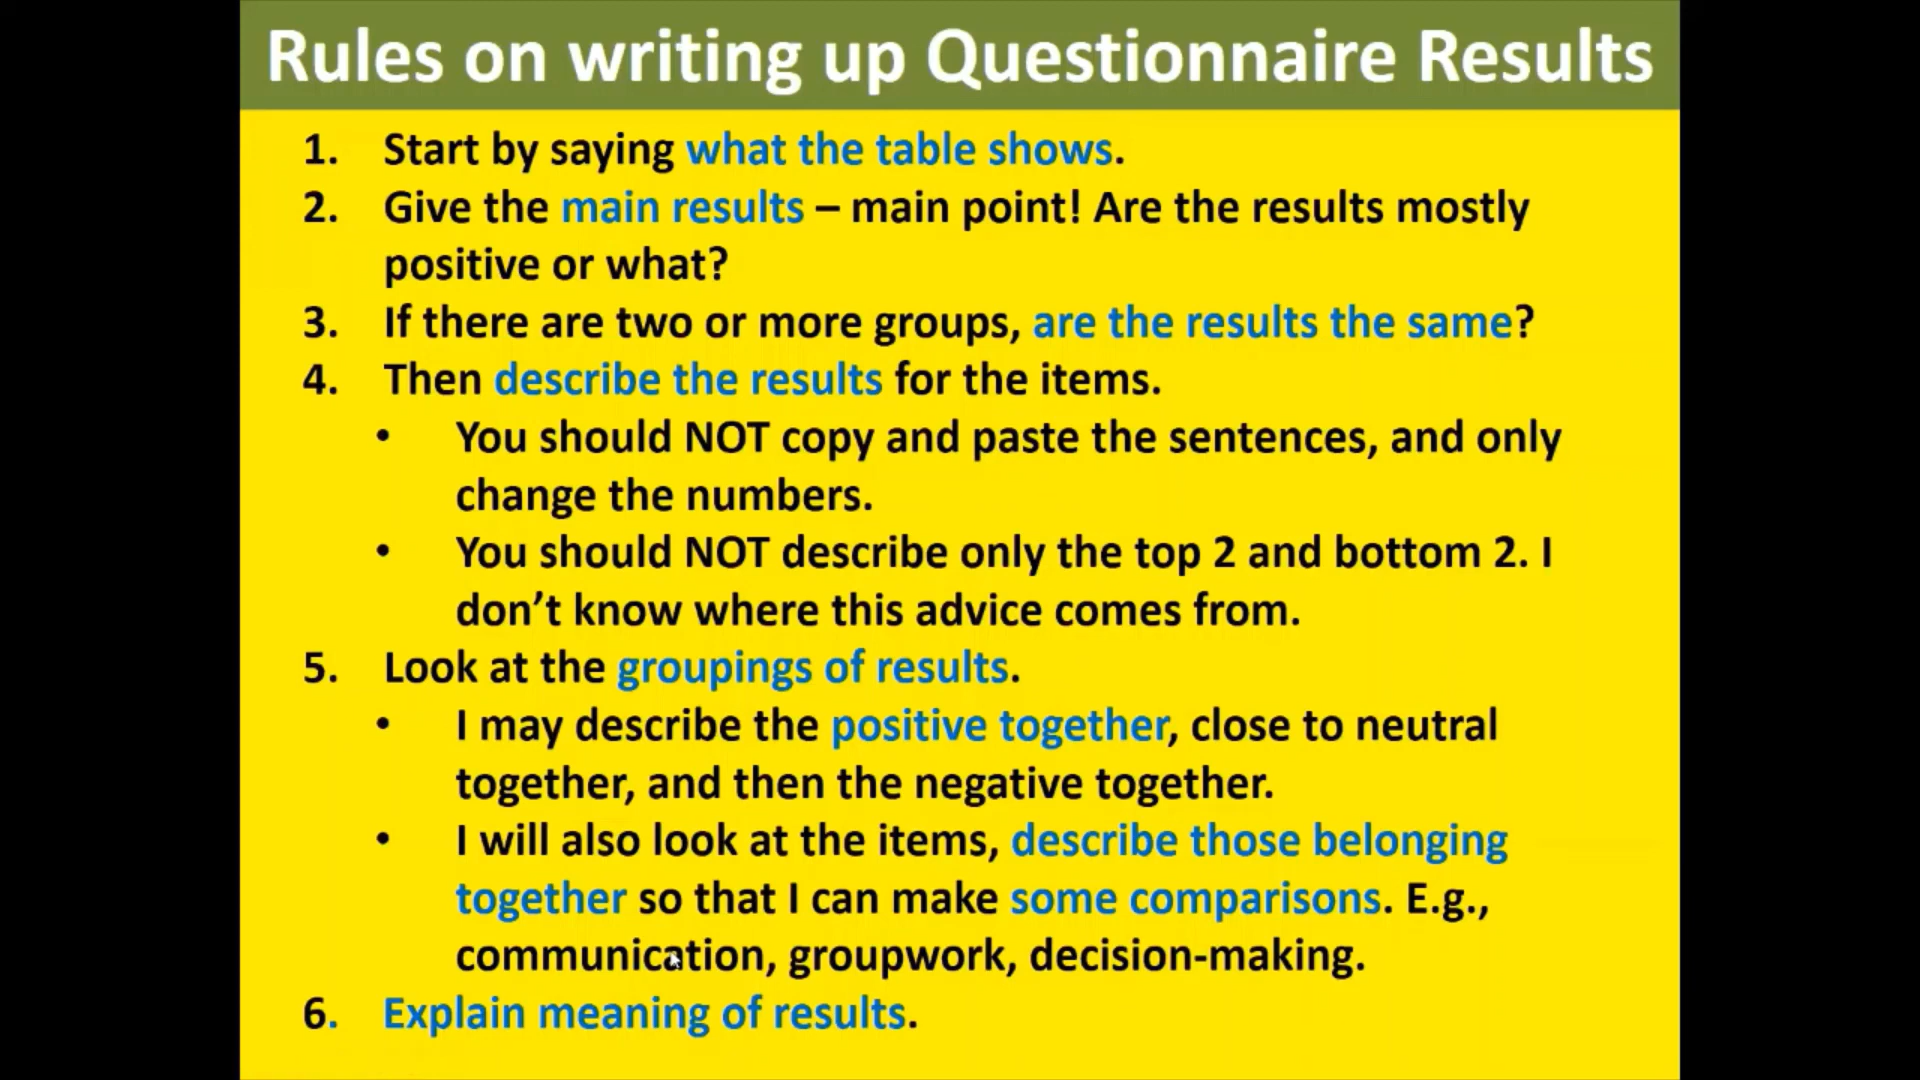 Rules on writing up Questionnaire Results
1. Start by saying what the table shows.
2. Give the main results – main point! Are the results mostly
positive or what?
3. If there are two or more groups, are the results the same?
4. Then describe the results for the items.
• You should NOT copy and paste the sentences, and only
change the numbers.
• You should NOT describe only the top 2 and bottom 2. I
don’t know where this advice comes from.
5. Look at the groupings of results.
• I may describe the positive together, close to neutral
together, and then the negative together.
• I will also look at the items, describe those belonging
together so that I can make some comparisons. E.g.,
communication, groupwork, decision-making.
6. Explain meaning of results.